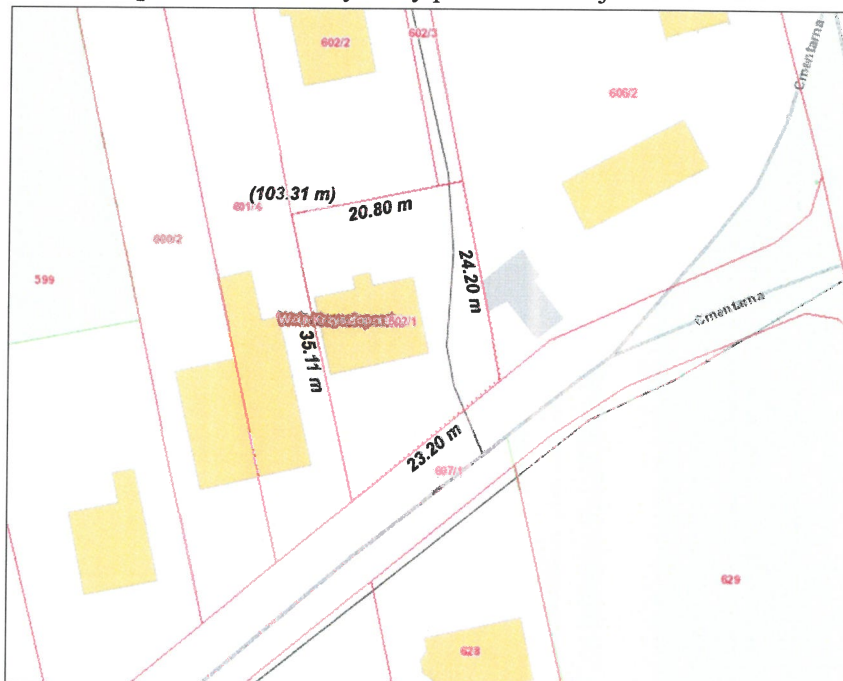 602/2
602/3
606/2
Cmentarna
(103.31 m)
601/4
20.80 m
600/2
599
24.20 m
Cmentarna
602/1
35.11 m
23.20 m
607/1
629
628